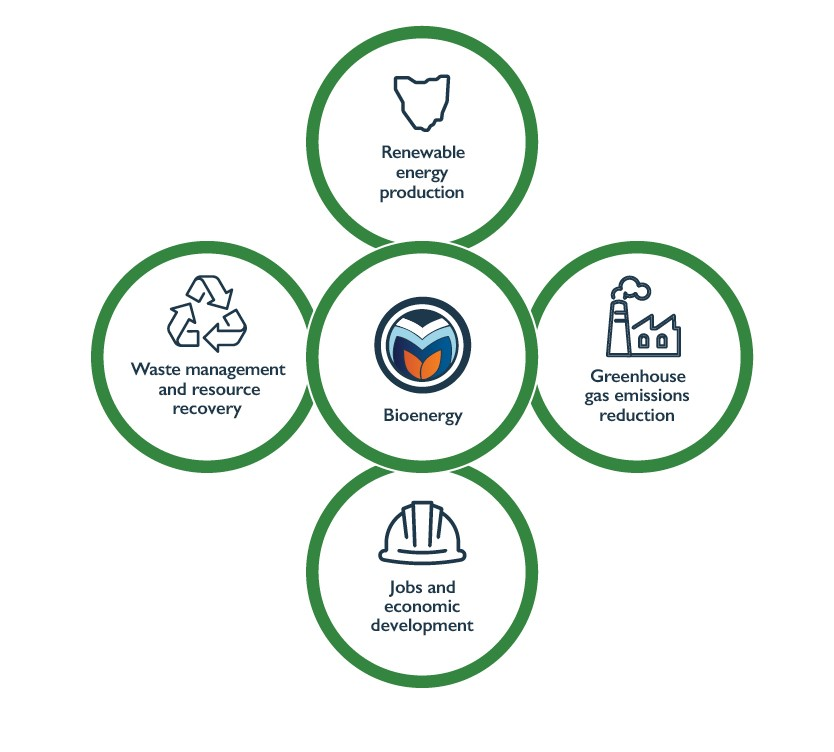 Renewable
energy
production
Waste management
and resource
recovery
Bioenergy
Greenhouse
gas emissions
reduction
Jobs and
economic
development